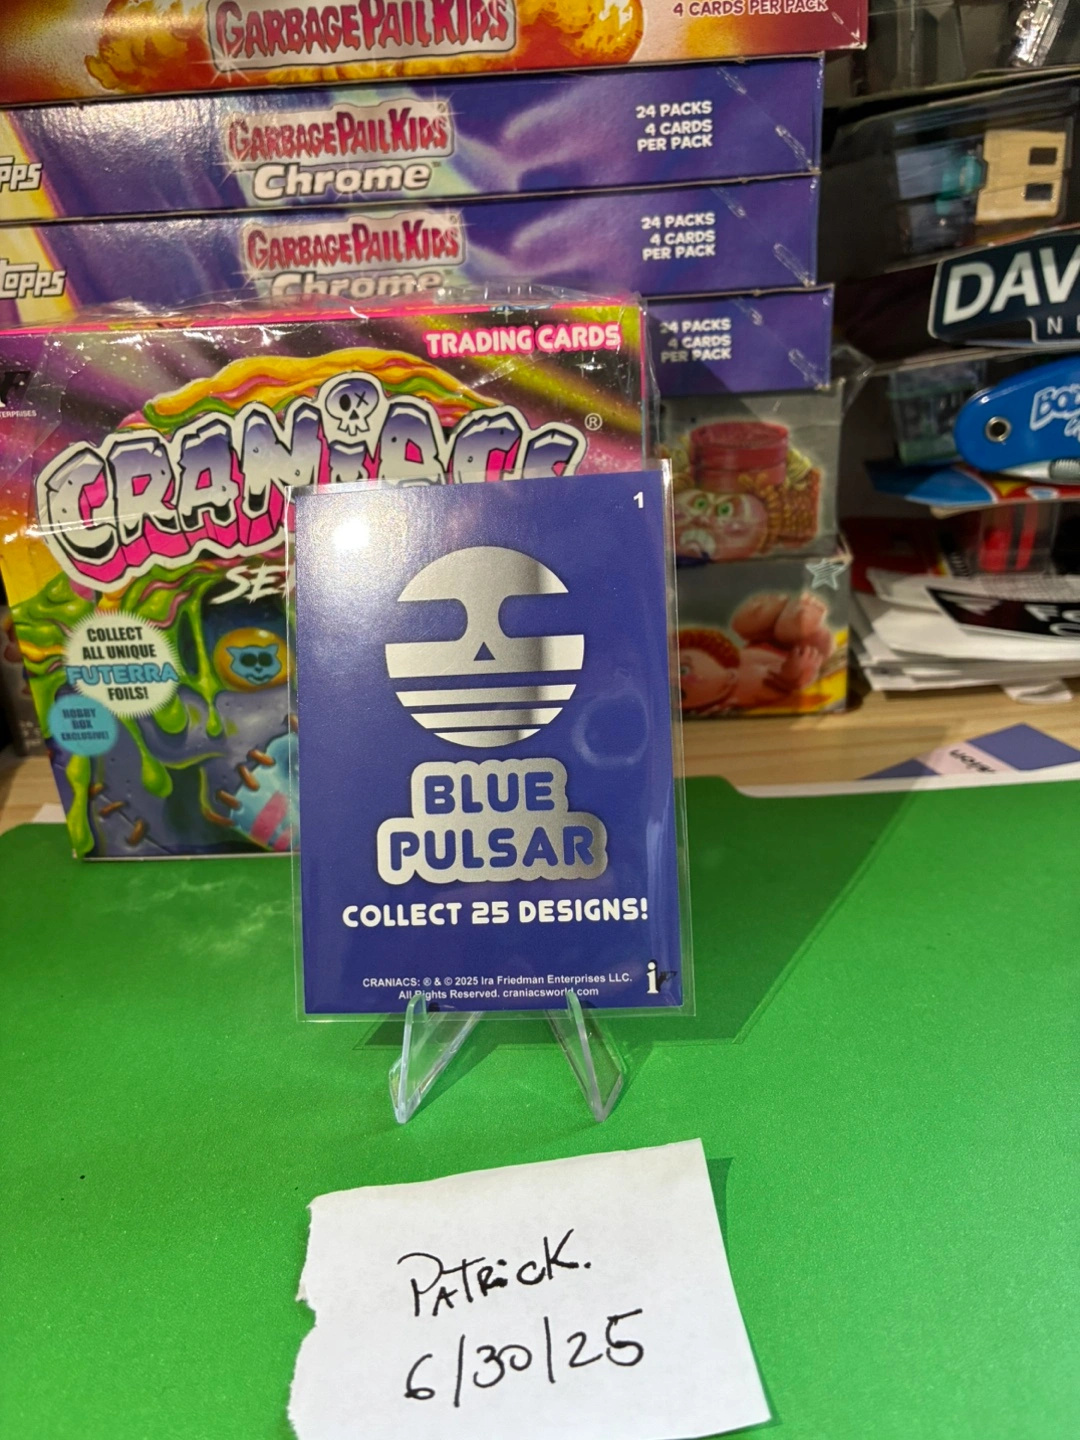 GARBAGE PAIL KIDS
4 CARDS PER PACK
GARBAGE PAIL KIDS
Chrome
24 PACKS
4 CARDS
PER PACK
GARBAGE PAIL KIDS
Chrome
24 PACKS
4 CARDS
PER PACK
24 PACKS
4 CARDS
PER PACK
TRADING CARDS
CRANIACS®
COLLECT
ALL UNIQUE
FUTERRA
FOILS!
HOBBY
BOX
EXCLUSIVE!
1
BLUE
PULSAR
COLLECT 25 DESIGNS!
CRANIACS: ® & © 2025 Ira Friedman Enterprises LLC.
All Rights Reserved. craniacsworld.com
PATRICK.
6/30/25